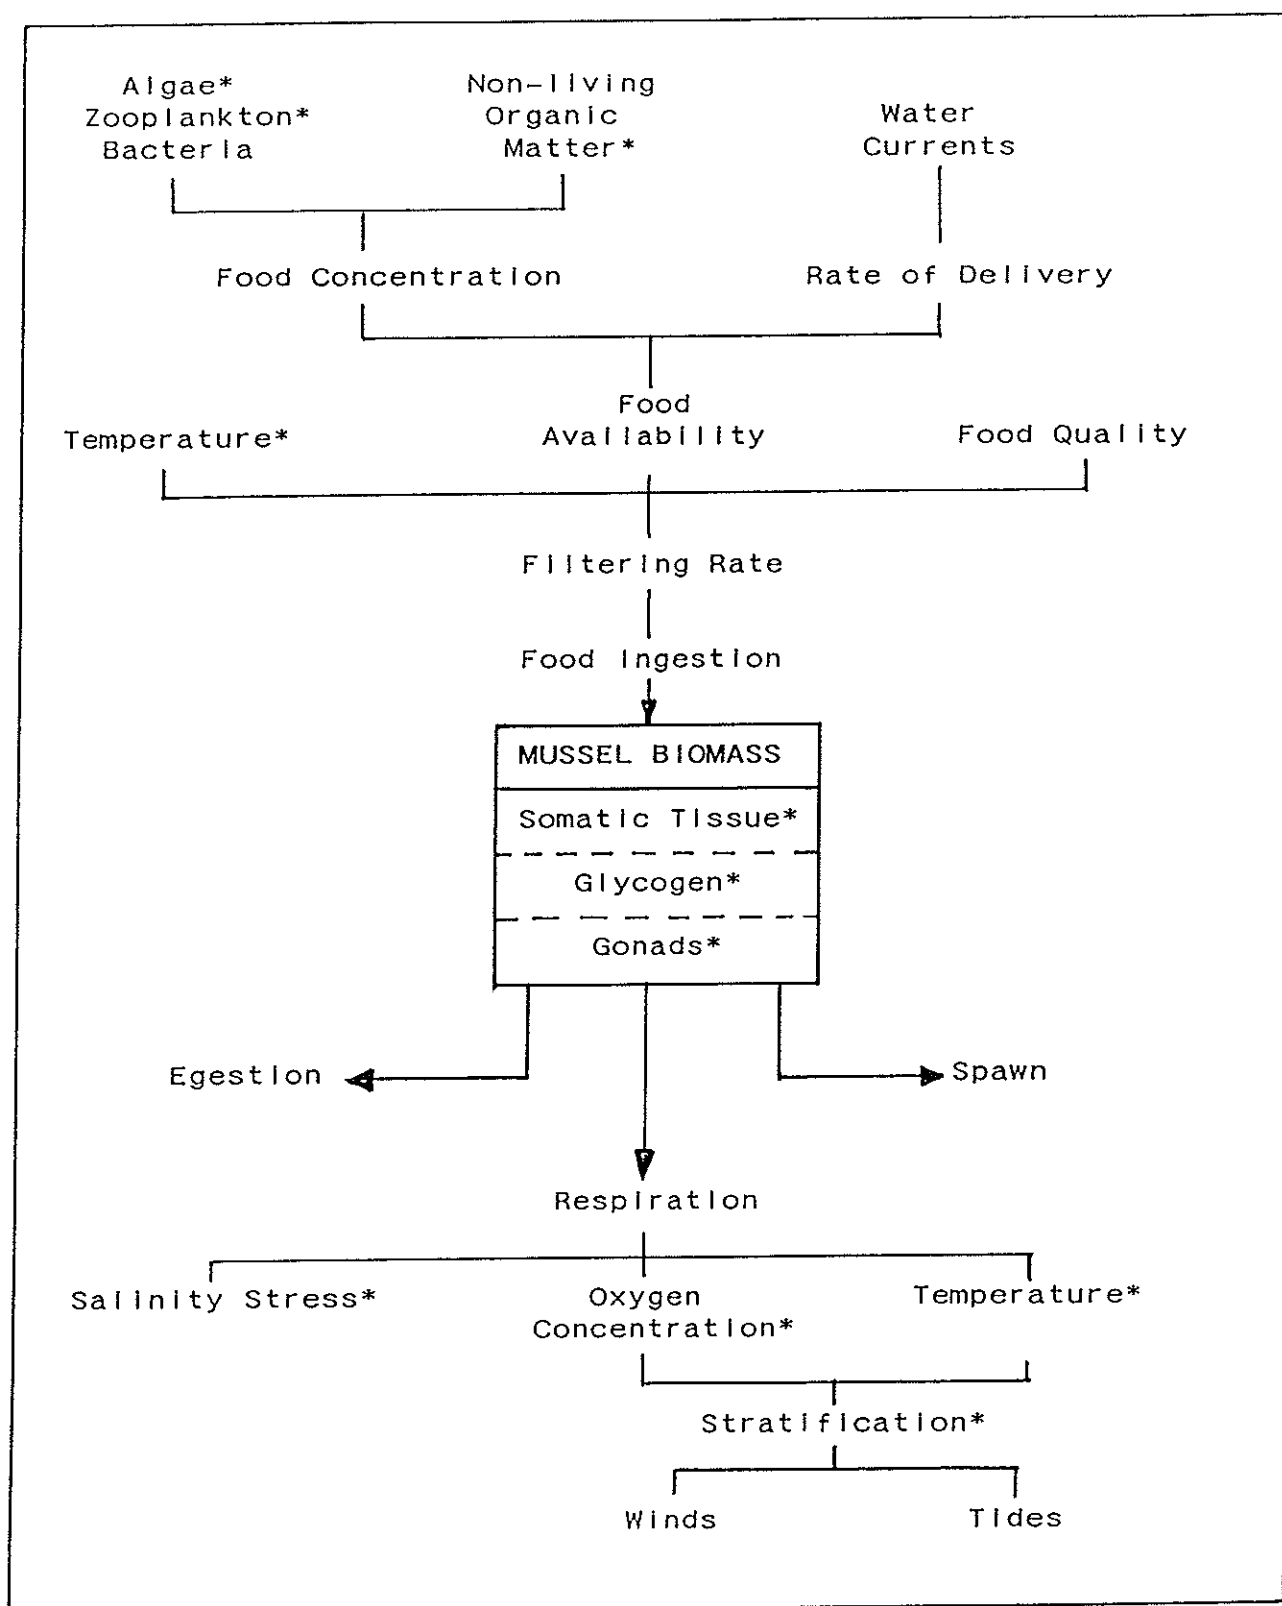 Algae*
Zooplankton*
Bacteria
Non-living
Organic
Matter*
Water
Currents
Food Concentration
Rate of Delivery
Temperature*
Food
Availability
Food Quality
Filtering Rate
Food Ingestion
MUSSEL BIOMASS
Somatic Tissue*
Glycogen*
Gonads*
Egestion
Spawn
Respiration
Salinity Stress*
Oxygen
Concentration*
Temperature*
Stratification*
Winds
Tides